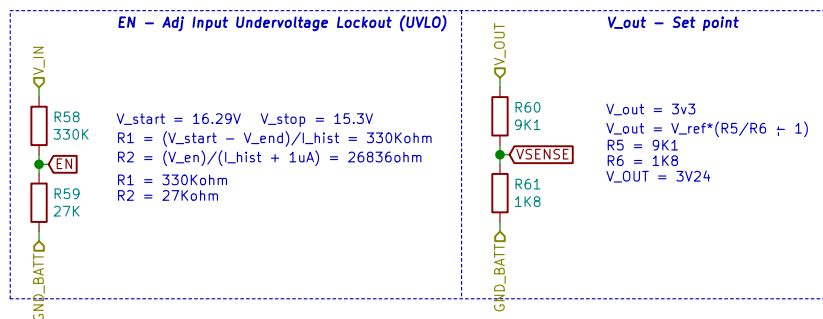 EN - Adj Input Undervoltage Lockout (UVLO)
V_IN
R58
330K
EN
R59
27K
GND_BATT
V_start = 16.29V V_stop = 15.3V
R1 = (V_start - V_end)/I_hist = 330Kohm
R2 = (V_en)/(I_hist + 1uA) = 26836ohm
R1 = 330Kohm
R2 = 27Kohm
V_out - Set point
V_OUT
R60
9K1
VSENSE
R61
1K8
GND_BATT
V_out = 3v3
V_out = V_ref*(R5/R6 + 1)
R5 = 9K1
R6 = 1K8
V_OUT = 3V24